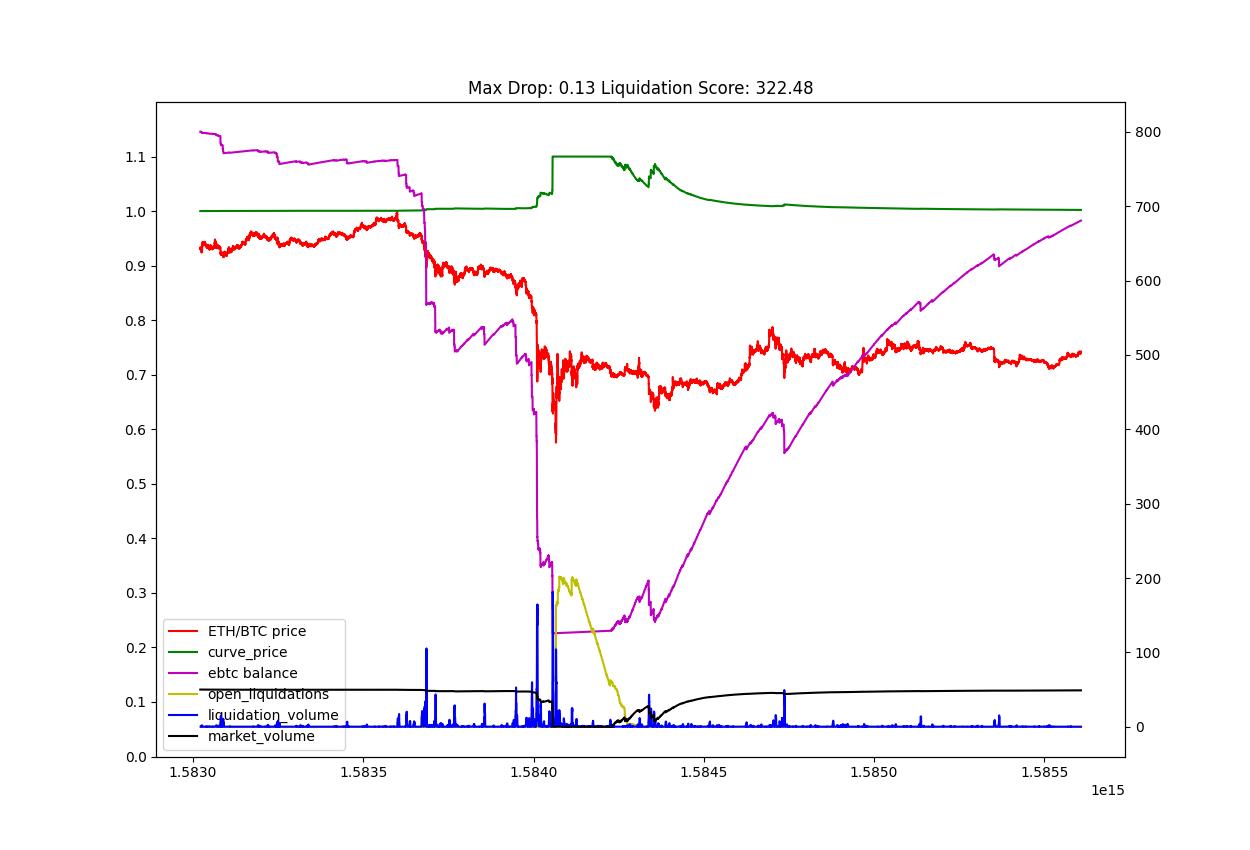 Max Drop: 0.13 Liquidation Score: 322.48
1.1
1.0
0.9
0.8
0.7
0.6
0.5
0.4
0.3
0.2
0.1
0.0
800
700
600
500
400
300
200
100
0
ETH/BTC price
curve_price
ebtc balance
open_liquidations
liquidation_volume
market_volume
1.5830 1.5835 1.5840 1.5845 1.5850 1.5855
1e15